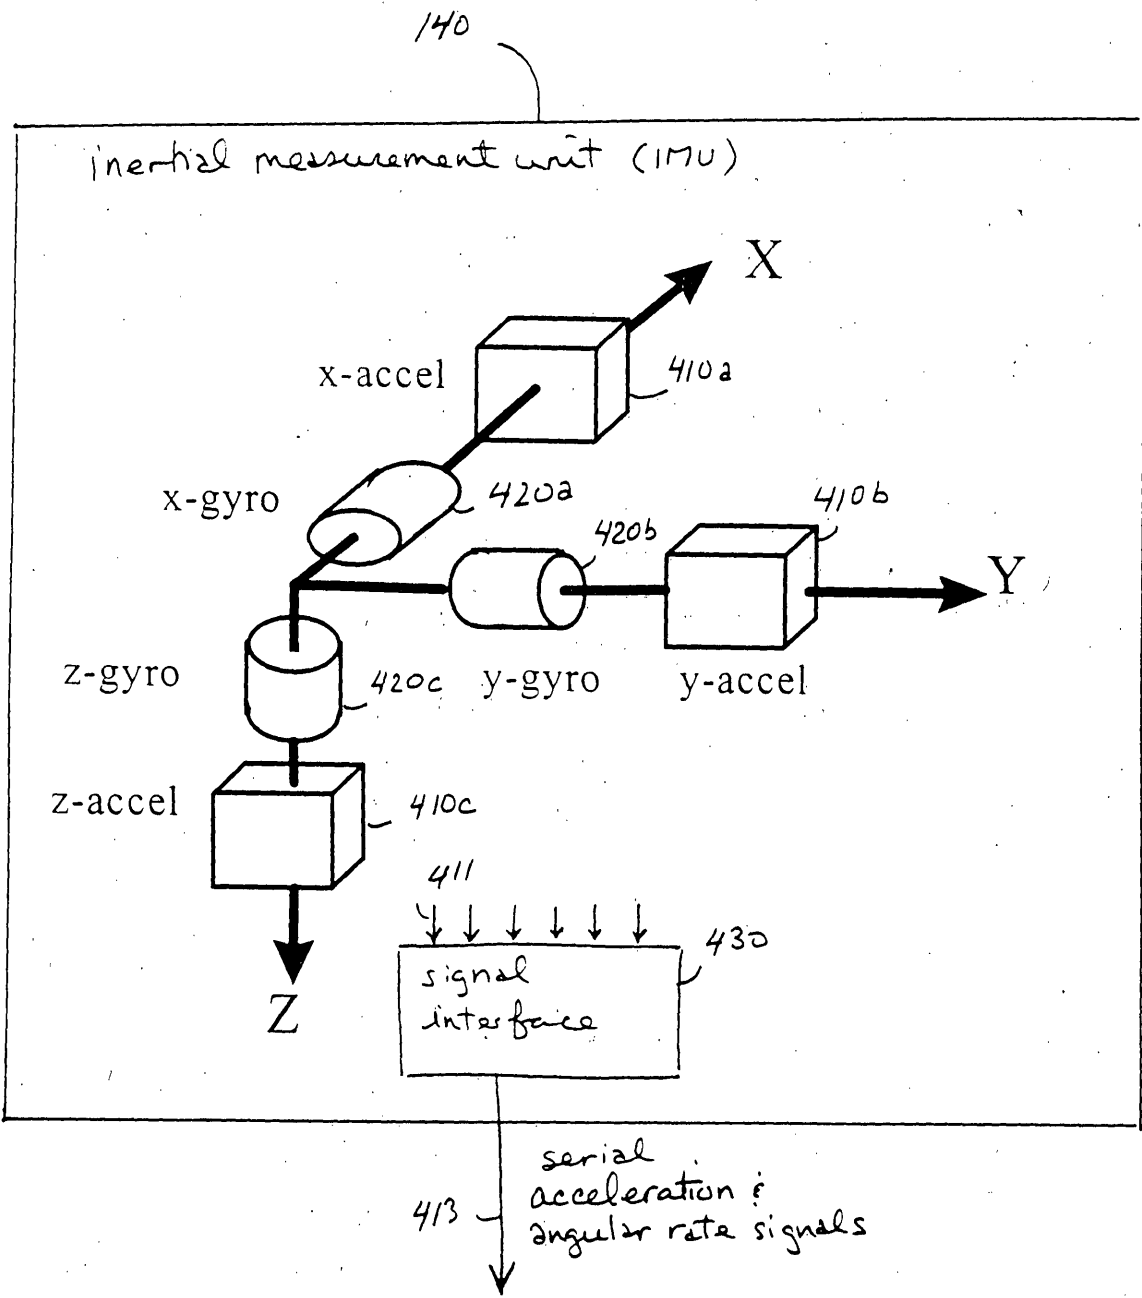 140
inertial measurement unit (IMU)
X
x-accel
410a
x-gyro
420a
410b
420b
Y
z-gyro
420c
y-gyro
y-accel
z-accel
410c
411
430
signal
interface
Z
serial
acceleration &
413
angular rate signals